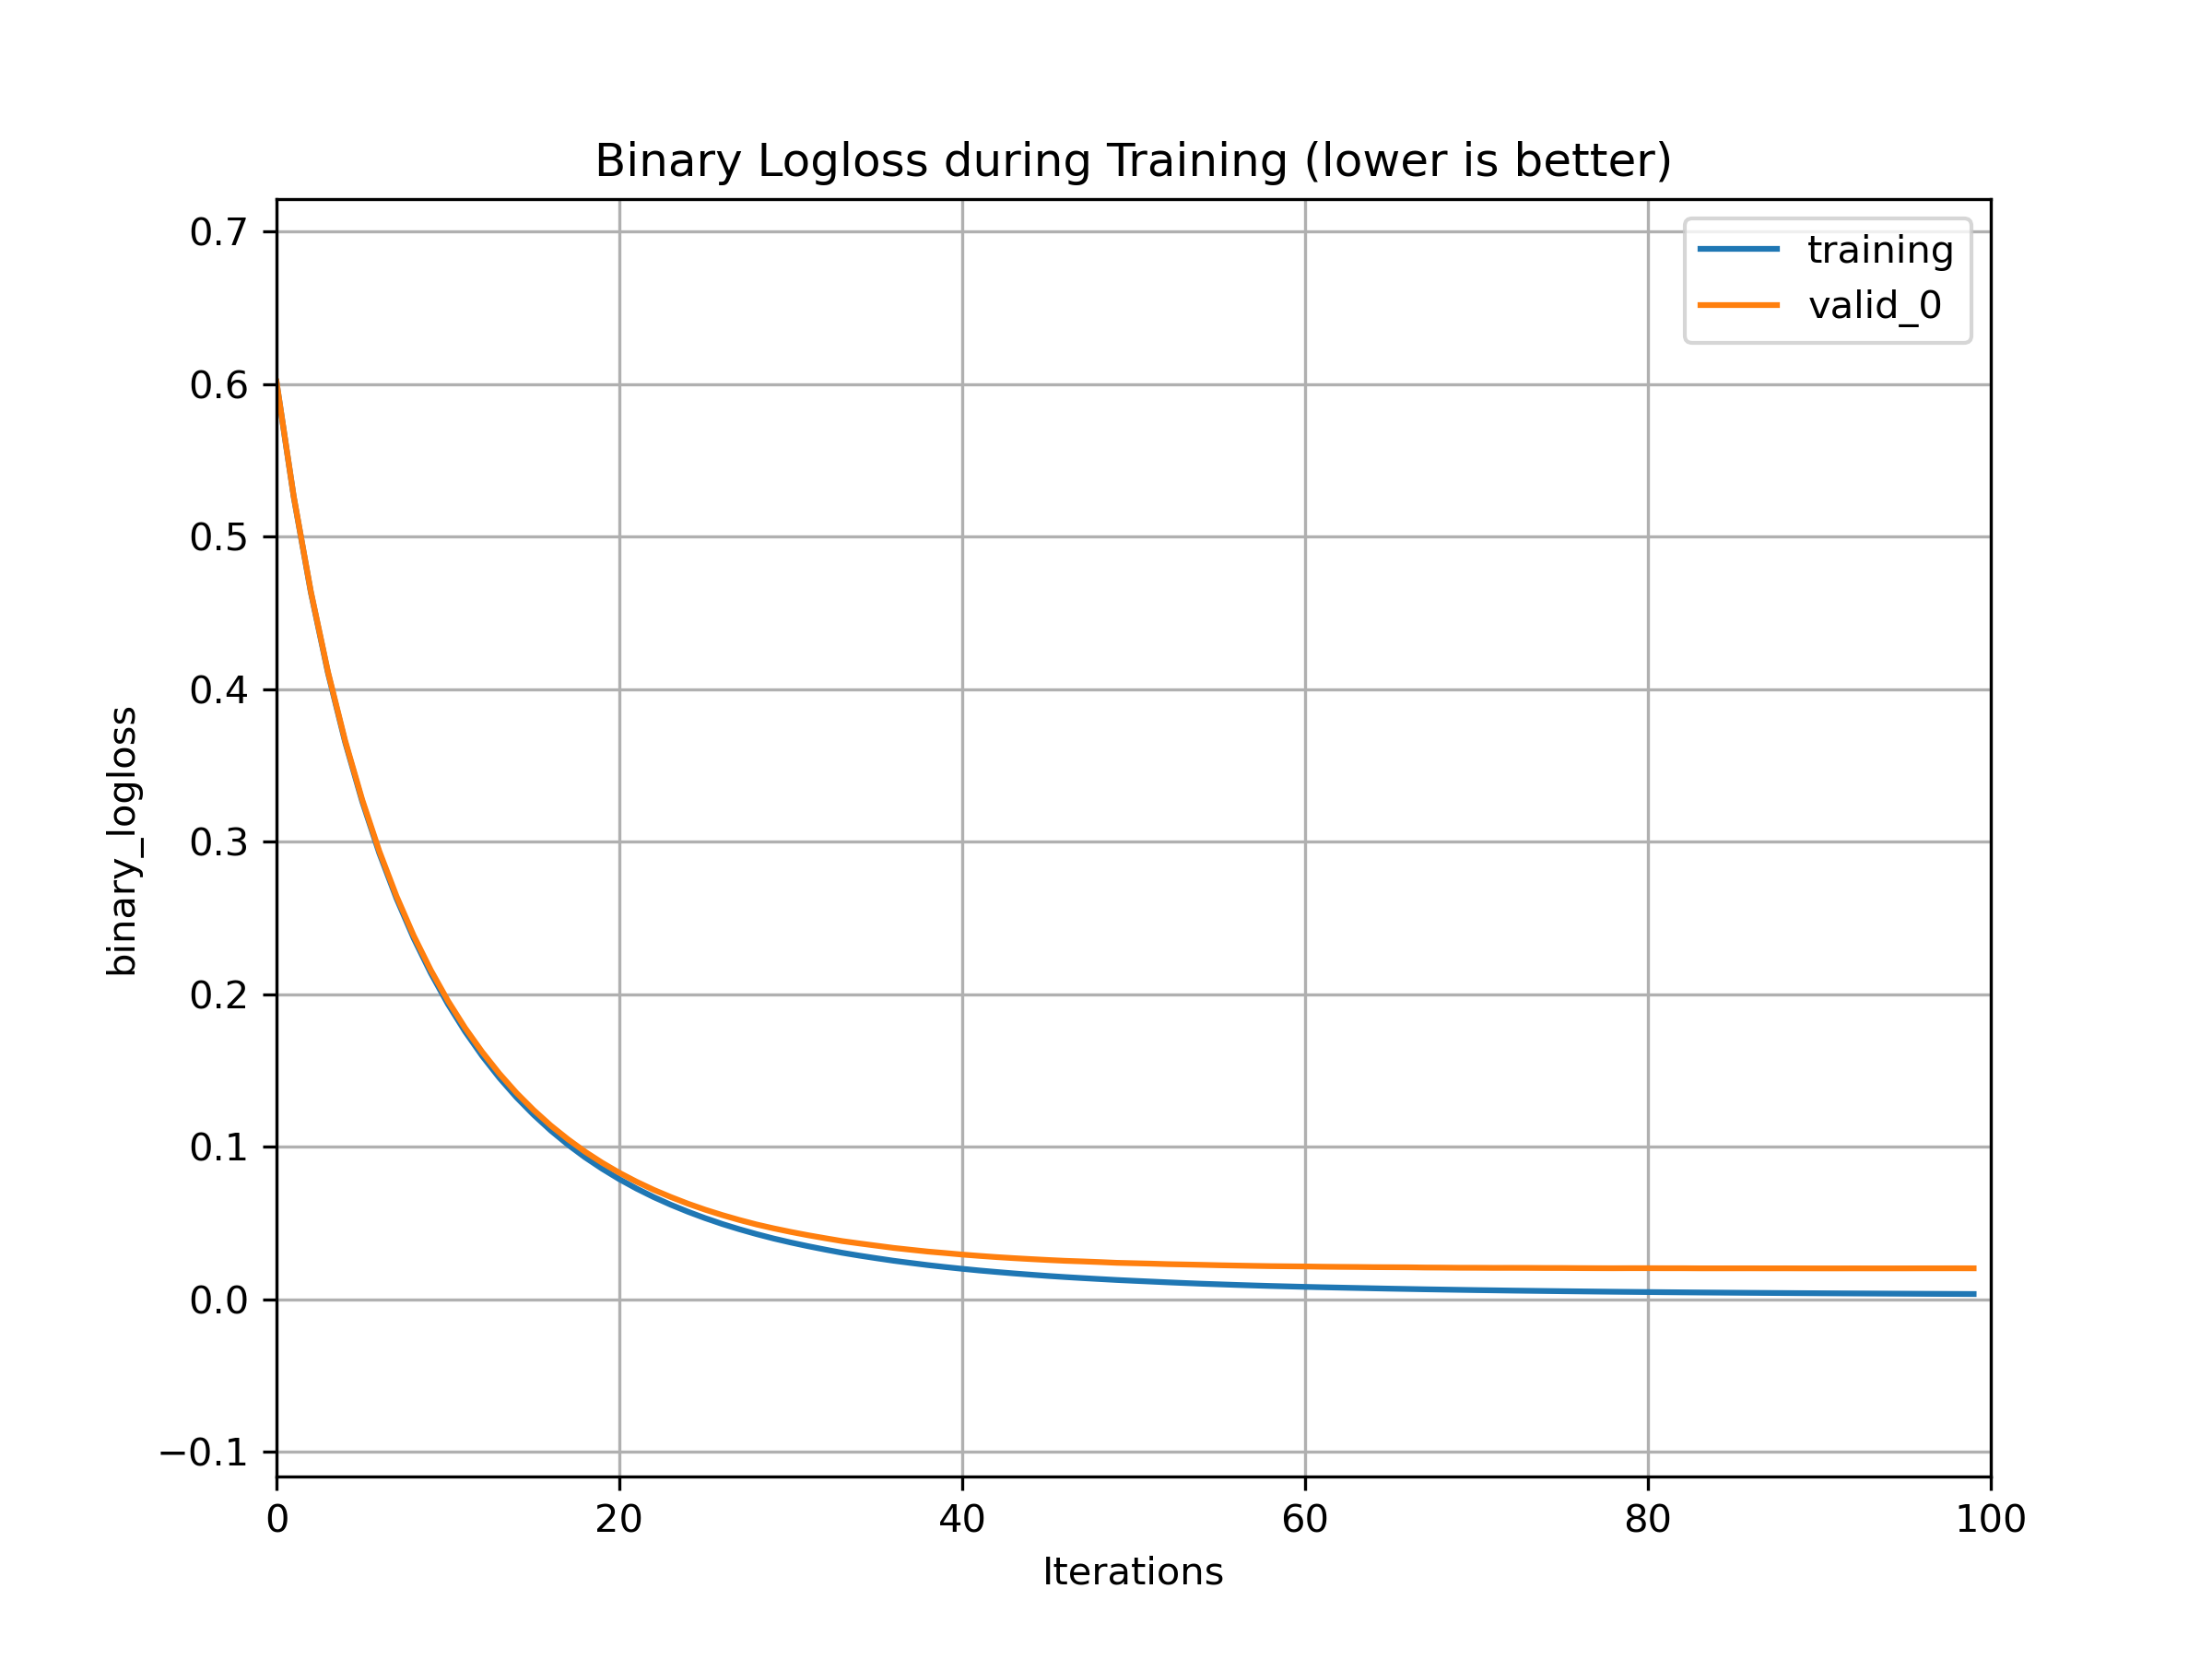 Binary Logloss during Training (lower is better)
training
valid_0
binary_logloss
0.7
0.6
0.5
0.4
0.3
0.2
0.1
0.0
−0.1
0 20 40 60 80 100
Iterations